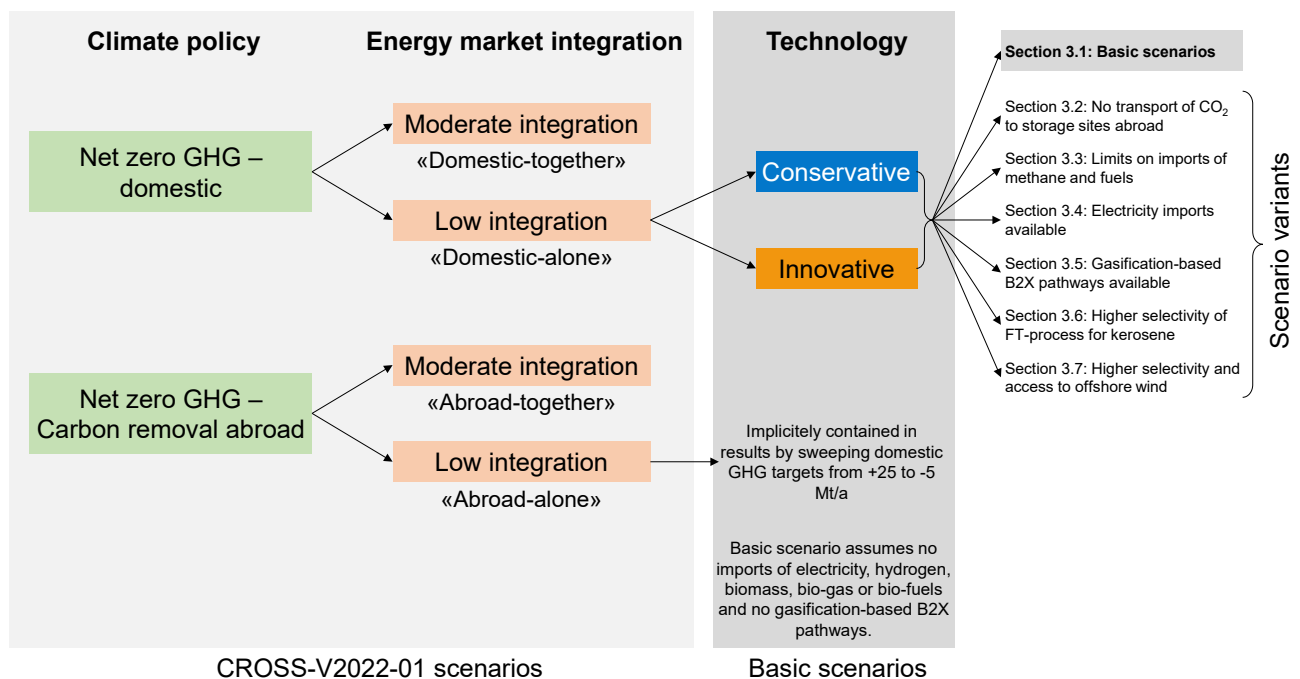 Climate policy
Energy market integration
Technology
Net zero GHG –
domestic
Moderate integration
«Domestic-together»
Low integration
«Domestic-alone»
Conservative
Innovative
Net zero GHG –
Carbon removal abroad
Moderate integration
«Abroad-together»
Low integration
«Abroad-alone»
Implicitely contained in
results by sweeping domestic
GHG targets from +25 to -5
Mt/a
Basic scenario assumes no
imports of electricity, hydrogen,
biomass, bio-gas or bio-fuels
and no gasification-based B2X
pathways.
Section 3.1: Basic scenarios
Section 3.2: No transport of CO₂
to storage sites abroad
Section 3.3: Limits on imports of
methane and fuels
Section 3.4: Electricity imports
available
Section 3.5: Gasification-based
B2X pathways available
Section 3.6: Higher selectivity of
FT-process for kerosene
Section 3.7: Higher selectivity and
access to offshore wind
Scenario variants
CROSS-V2022-01 scenarios
Basic scenarios